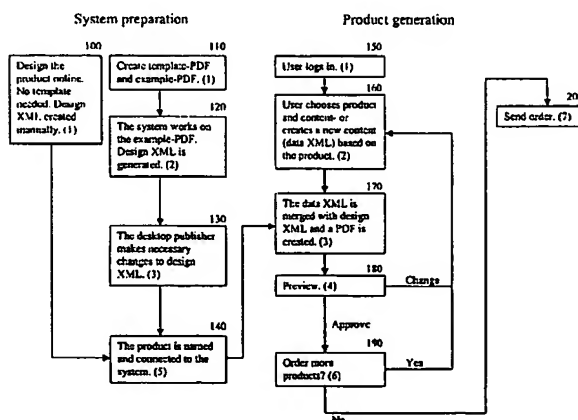 System preparation
Product generation
100
Design the
product online.
No template
needed. Design
XML created
manually. (1)
110
Create template-PDF
and example-PDF. (1)
120
The system works on
the example-PDF.
Design XML is
generated. (2)
130
The desktop publisher
makes necessary
changes to design
XML. (3)
140
The product is named
and connected to the
system. (5)
150
User logs in. (1)
160
User chooses product
and content- or
creates a new content
(data XML) based on
the product. (2)
170
The data XML is
merged with design
XML and a PDF is
created. (3)
180
Preview. (4)
Change
Approve
190
Order more
products? (6)
Yes
No
20
Send order. (7)